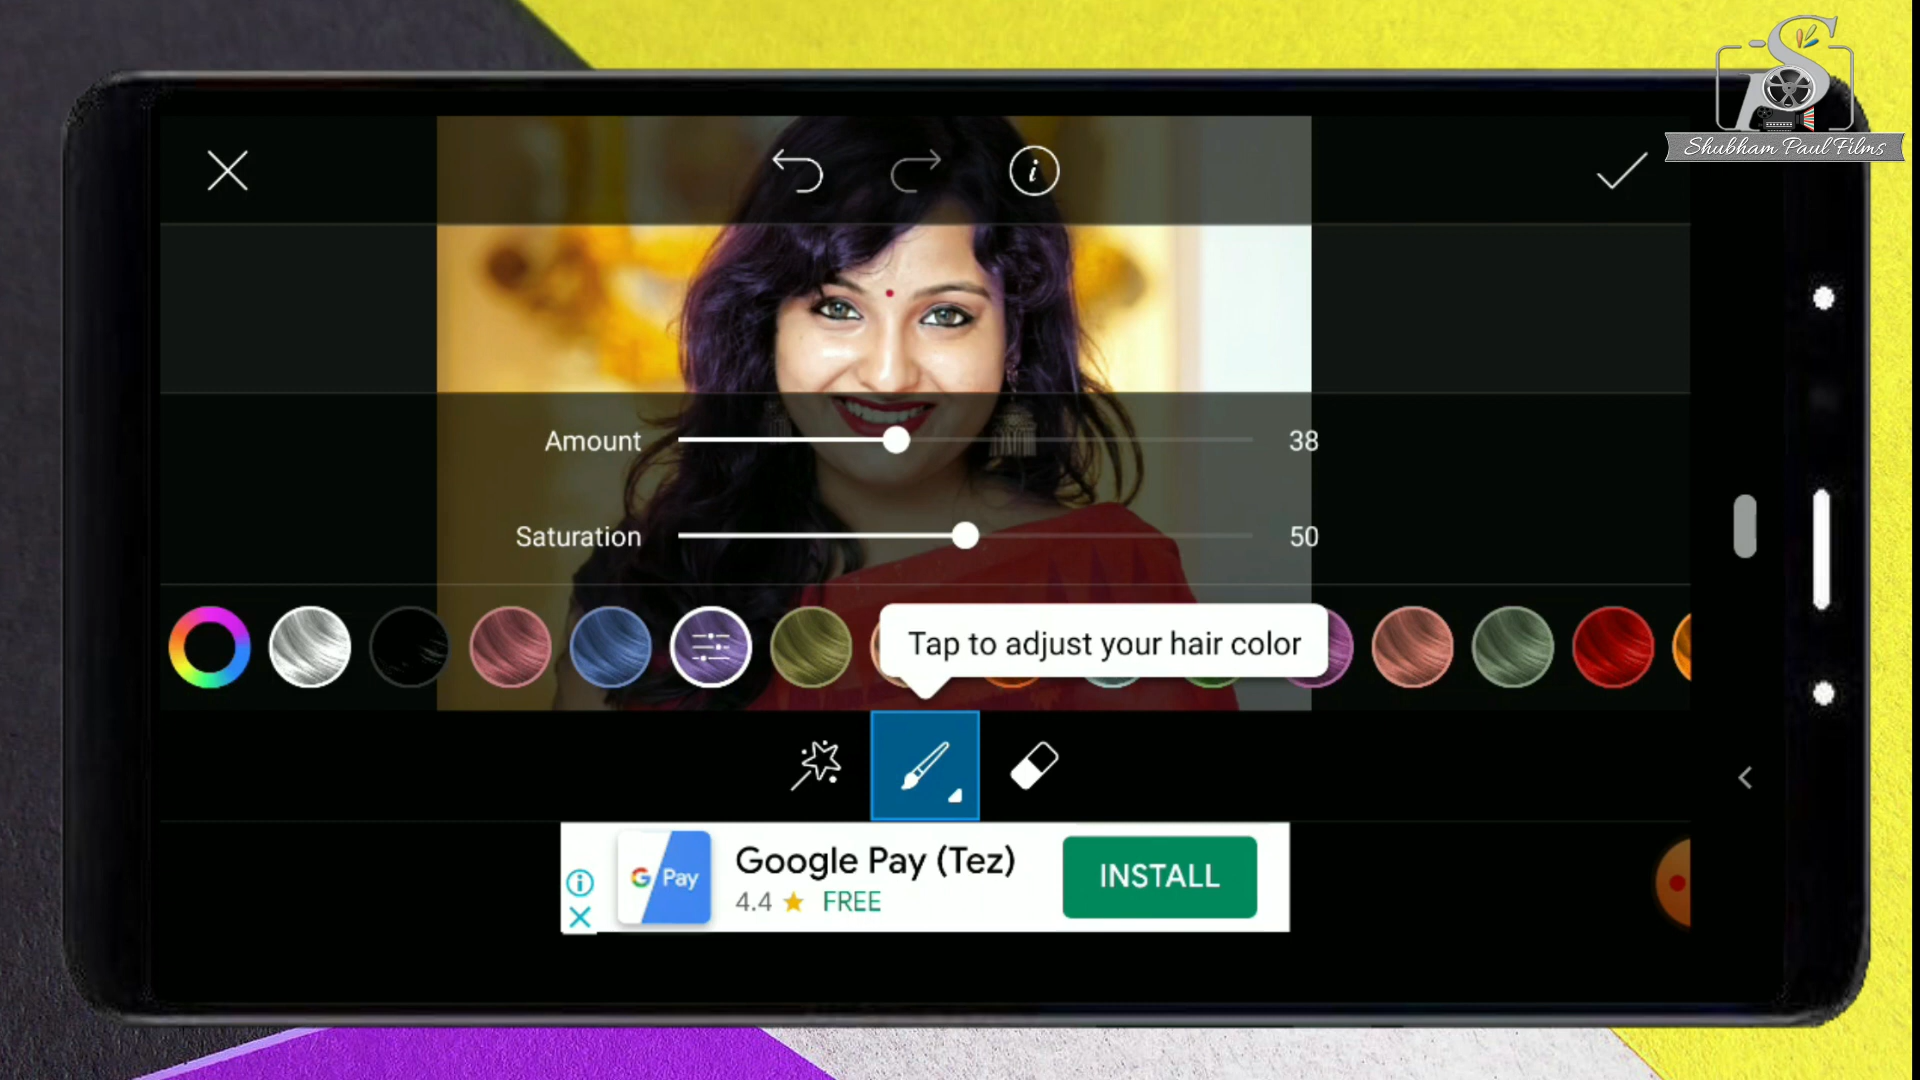 Shubham Paul Films
Amount 38
Saturation 50
Tap to adjust your hair color
G Pay
Google Pay (Tez)
4.4 ★ FREE
INSTALL